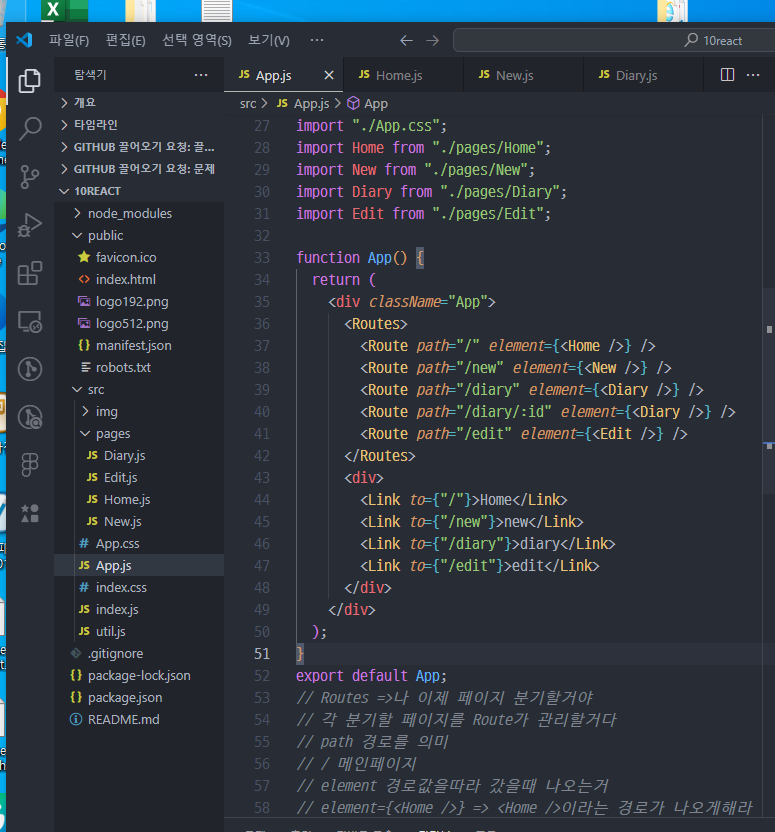 파일(F) 편집(E) 선택 영역(S) 보기(V) ··· 10react
탐색기 ···
JS App.js JS Home.js JS New.js JS Diary.js ···
개요
타임라인
GITHUB 끌어오기 요청: 끌...
GITHUB 끌어오기 요청: 문제
10REACT
node_modules
public
favicon.ico
index.html
logo192.png
logo512.png
manifest.json
robots.txt
src
img
pages
JS Diary.js
JS Edit.js
JS Home.js
JS New.js
# App.css
JS App.js
# index.css
JS index.js
JS util.js
.gitignore
{} package-lock.json
{} package.json
README.md
src > JS App.js > App
27 import "./App.css";
28 import Home from "./pages/Home";
29 import New from "./pages/New";
30 import Diary from "./pages/Diary";
31 import Edit from "./pages/Edit";
32
33 function App() {
34 return (
35 <div className="App">
36 <Routes>
37 <Route path="/" element={<Home />} />
38 <Route path="/new" element={<New />} />
39 <Route path="/diary" element={<Diary />} />
40 <Route path="/diary/:id" element={<Diary />} />
41 <Route path="/edit" element={<Edit />} />
42 </Routes>
43 <div>
44 <Link to={"/"}>Home</Link>
45 <Link to={"/new"}>new</Link>
46 <Link to={"/diary"}>diary</Link>
47 <Link to={"/edit"}>edit</Link>
48 </div>
49 </div>
50 );
51 }
52 export default App;
53 // Routes =>나 이제 페이지 분기할거야
54 // 각 분기할 페이지를 Route가 관리할거다
55 // path 경로를 의미
56 // / 메인페이지
57 // element 경로값을따라 갔을때 나오는거
58 // element={<Home />} => <Home />이라는 경로가 나오게해라